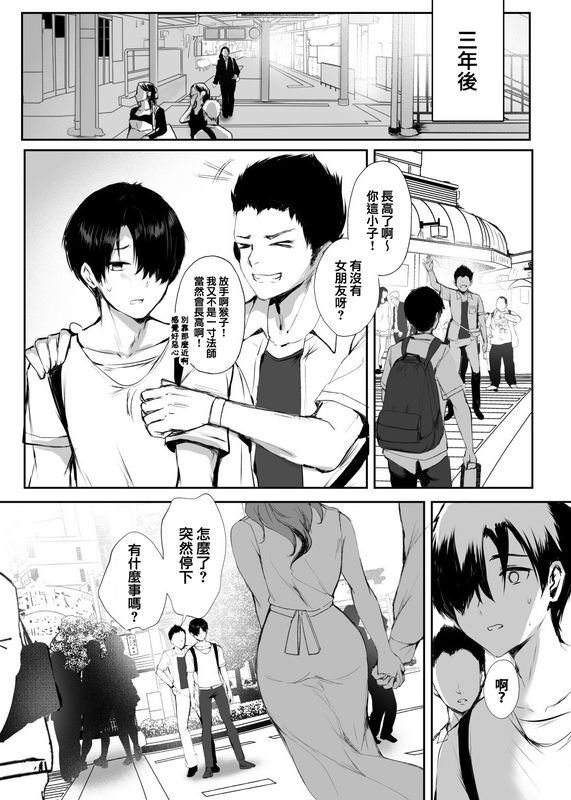 三年後
長高了啊～
你這小子！
有沒有
女朋友呀？
放手啊猴子！
我又不是一寸法師
當然會長高啊！
別靠那麼近啊
感覺好惡心
啊？
怎麼了？
突然停下
有什麼事嗎？